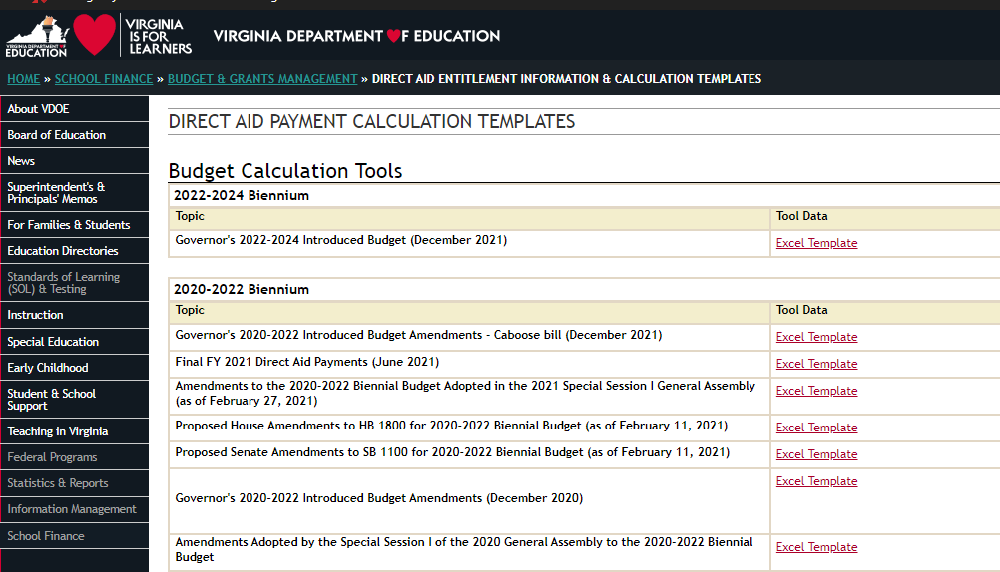 VIRGINIA DEPARTMENT OF
EDUCATION
VIRGINIA
IS FOR
LEARNERS
VIRGINIA DEPARTMENT OF EDUCATION
HOME » SCHOOL FINANCE » BUDGET & GRANTS MANAGEMENT » DIRECT AID ENTITLEMENT INFORMATION & CALCULATION TEMPLATES
About VDOE
Board of Education
News
Superintendent's &
Principals' Memos
For Families & Students
Education Directories
Standards of Learning
(SOL) & Testing
Instruction
Special Education
Early Childhood
Student & School
Support
Teaching in Virginia
Federal Programs
Statistics & Reports
Information Management
School Finance
DIRECT AID PAYMENT CALCULATION TEMPLATES
Budget Calculation Tools
2022-2024 Biennium
Topic Tool Data
Governor's 2022-2024 Introduced Budget (December 2021) Excel Template
2020-2022 Biennium
Topic Tool Data
Governor's 2020-2022 Introduced Budget Amendments - Caboose bill (December 2021) Excel Template
Final FY 2021 Direct Aid Payments (June 2021) Excel Template
Amendments to the 2020-2022 Biennial Budget Adopted in the 2021 Special Session I General Assembly Excel Template
(as of February 27, 2021)
Proposed House Amendments to HB 1800 for 2020-2022 Biennial Budget (as of February 11, 2021) Excel Template
Proposed Senate Amendments to SB 1100 for 2020-2022 Biennial Budget (as of February 11, 2021) Excel Template
Governor's 2020-2022 Introduced Budget Amendments (December 2020) Excel Template
Amendments Adopted by the Special Session I of the 2020 General Assembly to the 2020-2022 Biennial Excel Template
Budget